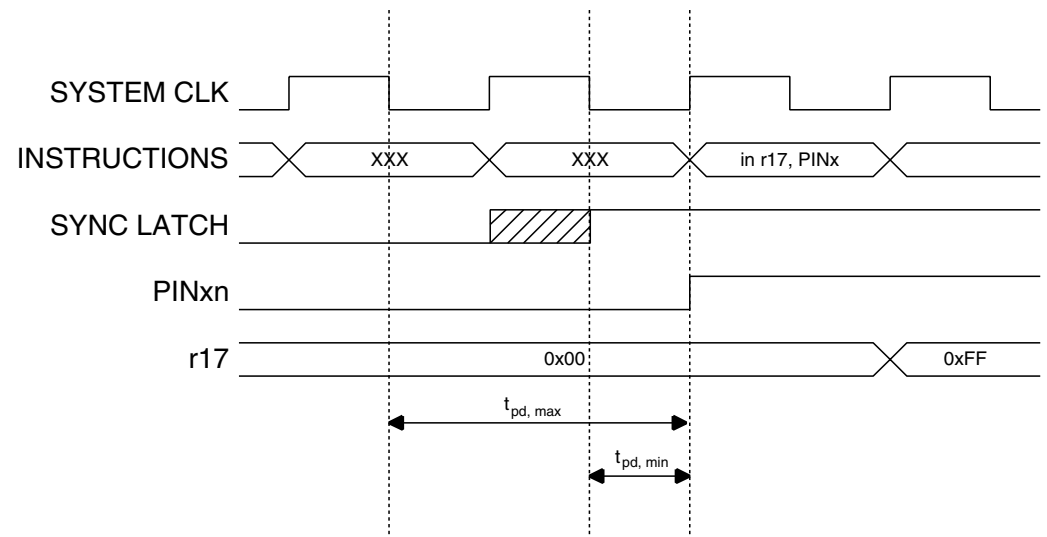 SYSTEM CLK
INSTRUCTIONS XXX XXX in r17, PINx
SYNC LATCH
PINxn
r17 0x00 0xFF
tpd, max
tpd, min